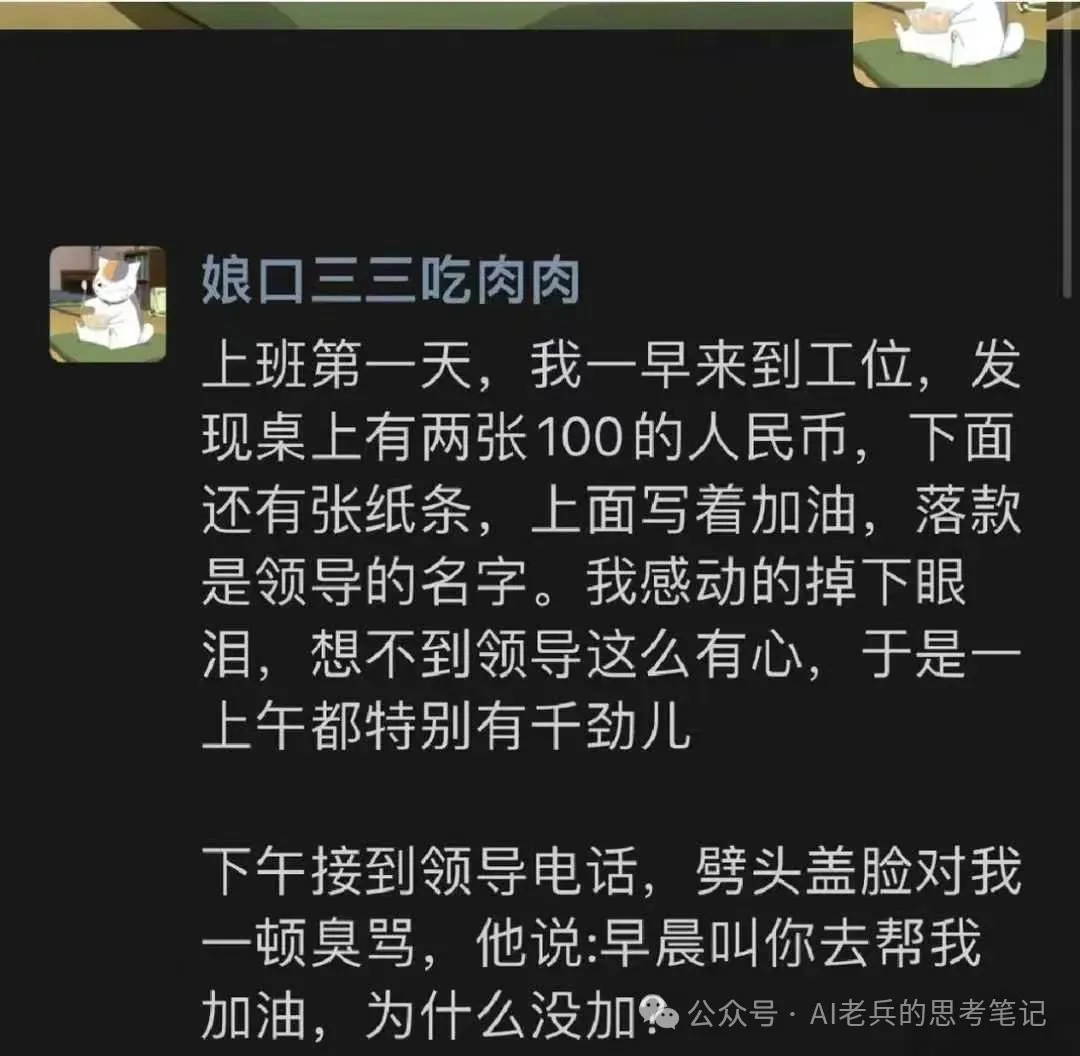 娘口三三吃肉肉
上班第一天，我一早来到工位，发
现桌上有两张100的人民币，下面
还有张纸条，上面写着加油，落款
是领导的名字。我感动的掉下眼
泪，想不到领导这么有心，于是一
上午都特别有千劲儿
下午接到领导电话，劈头盖脸对我
一顿臭骂，他说:早晨叫你去帮我
加油，为什么没加?
公众号 · AI老兵的思考笔记